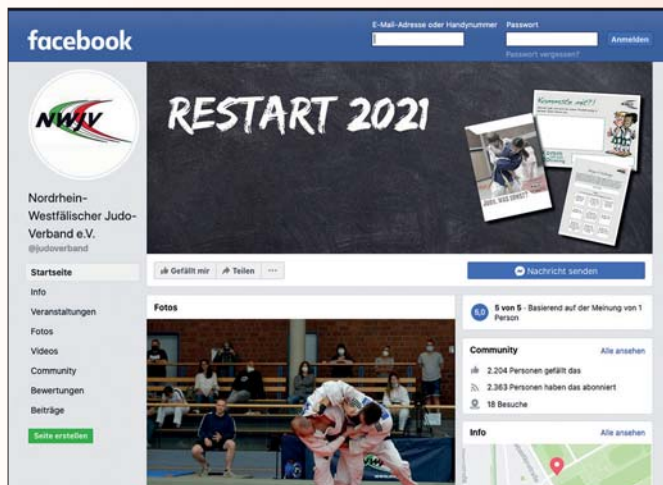 E-Mail-Adresse oder Handynummer
Passwort
facebook
Anmelden
Passwort vergessen?
NWJV
RESTART 2021
Kommste mit?!
JUDO, WAS SONST?
Nordrhein-
Westfälischer Judo-
Verband e.V.
@judoverband
Startseite
Info
Veranstaltungen
Fotos
Videos
Community
Bewertungen
Beiträge
Seite erstellen
Gefällt mir
Teilen
Nachricht senden
Fotos
5,0
5 von 5 · Basierend auf der Meinung von 1
Person
Community
Alle ansehen
2.204 Personen gefällt das
2.363 Personen haben das abonniert
18 Besuche
Info
Alle ansehen